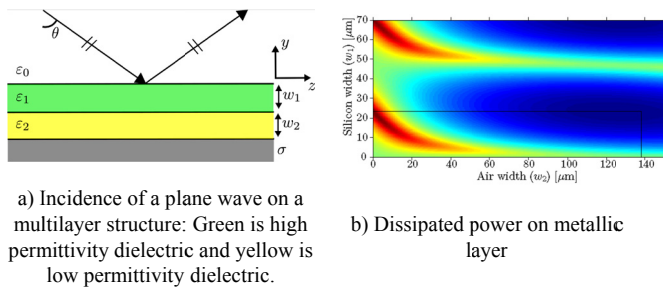 θ
y
z
ε0
ε1
w1
ε2
w2
σ
a) Incidence of a plane wave on a
multilayer structure: Green is high
permittivity dielectric and yellow is
low permittivity dielectric.
Silicon width (w1) [μm]
70
60
50
40
30
20
10
0
0 20 40 60 80 100 120 140
Air width (w2) [μm]
b) Dissipated power on metallic
layer